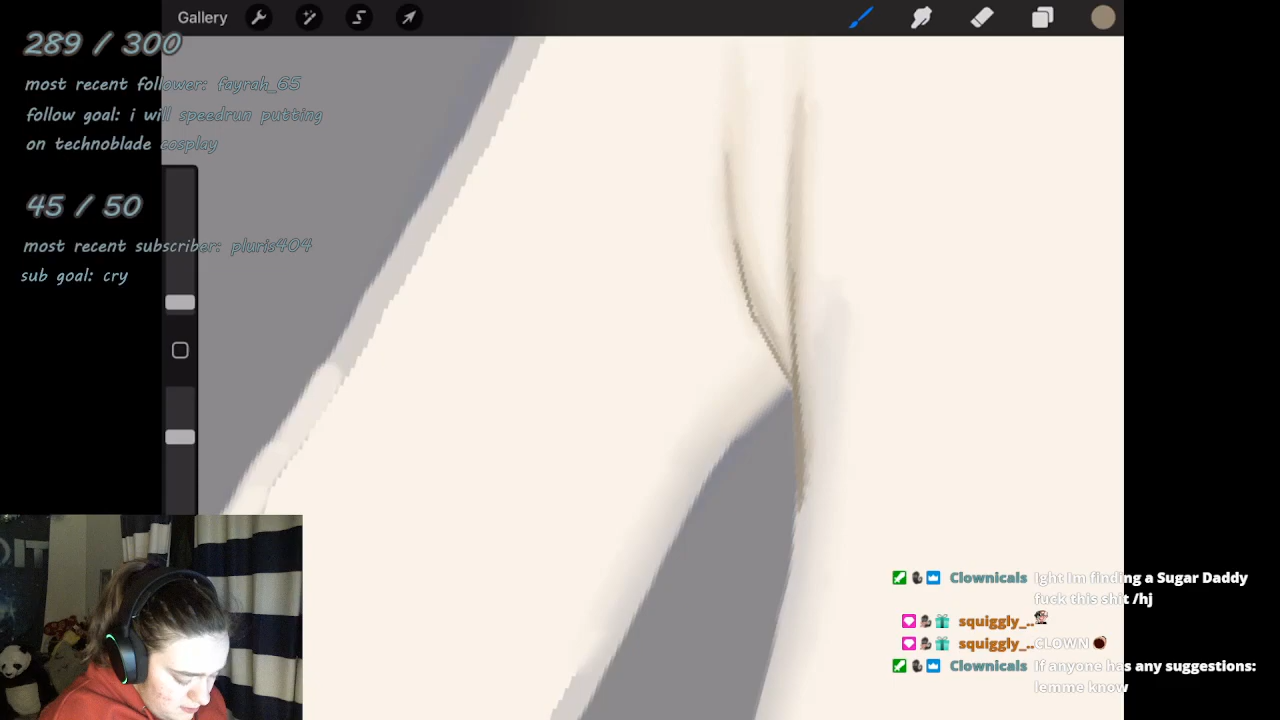 Gallery
289 / 300
most recent follower: fayrah_65
follow goal: i will speedrun putting
on technoblade cosplay
45 / 50
most recent subscriber: pluris404
sub goal: cry
Clownicals Ight Im finding a Sugar Daddy
fuck this shit /hj
squiggly_..
squiggly_.. CLOWN
Clownicals If anyone has any suggestions:
lemme know